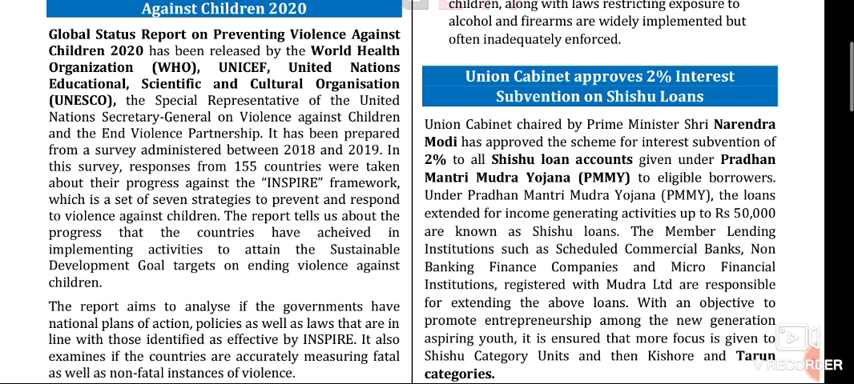 Against Children 2020
Global Status Report on Preventing Violence Against
Children 2020 has been released by the World Health
Organization (WHO), UNICEF, United Nations
Educational, Scientific and Cultural Organisation
(UNESCO), the Special Representative of the United
Nations Secretary-General on Violence against Children
and the End Violence Partnership. It has been prepared
from a survey administered between 2018 and 2019. In
this survey, responses from 155 countries were taken
about their progress against the “INSPIRE” framework,
which is a set of seven strategies to prevent and respond
to violence against children. The report tells us about the
progress that the countries have acheived in
implementing activities to attain the Sustainable
Development Goal targets on ending violence against
children.
The report aims to analyse if the governments have
national plans of action, policies as well as laws that are in
line with those identified as effective by INSPIRE. It also
examines if the countries are accurately measuring fatal
as well as non-fatal instances of violence.
children, along with laws restricting exposure to
alcohol and firearms are widely implemented but
often inadequately enforced.
Union Cabinet approves 2% Interest
Subvention on Shishu Loans
Union Cabinet chaired by Prime Minister Shri Narendra
Modi has approved the scheme for interest subvention of
2% to all Shishu loan accounts given under Pradhan
Mantri Mudra Yojana (PMMY) to eligible borrowers.
Under Pradhan Mantri Mudra Yojana (PMMY), the loans
extended for income generating activities up to Rs 50,000
are known as Shishu loans. The Member Lending
Institutions such as Scheduled Commercial Banks, Non
Banking Finance Companies and Micro Financial
Institutions, registered with Mudra Ltd are responsible
for extending the above loans. With an objective to
promote entrepreneurship among the new generation
aspiring youth, it is ensured that more focus is given to
Shishu Category Units and then Kishore and Tarun
categories.
V RECORDER